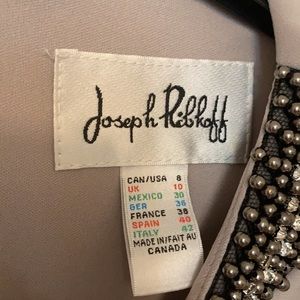 Joseph Ribkoff
CAN/USA 8
UK 10
MEXICO 30
GER 36
FRANCE 38
SPAIN 40
ITALY 42
MADE IN/FAIT AU
CANADA